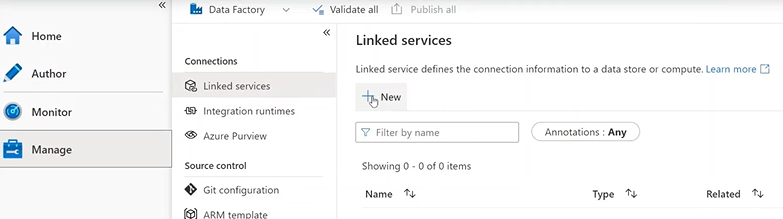 Data Factory
Validate all
Publish all
Home
Author
Monitor
Manage
Connections
Linked services
Integration runtimes
Azure Purview
Source control
Git configuration
ARM template
Linked services
Linked service defines the connection information to a data store or compute. Learn more
New
Filter by name
Annotations : Any
Showing 0 - 0 of 0 items
Name
Type
Related